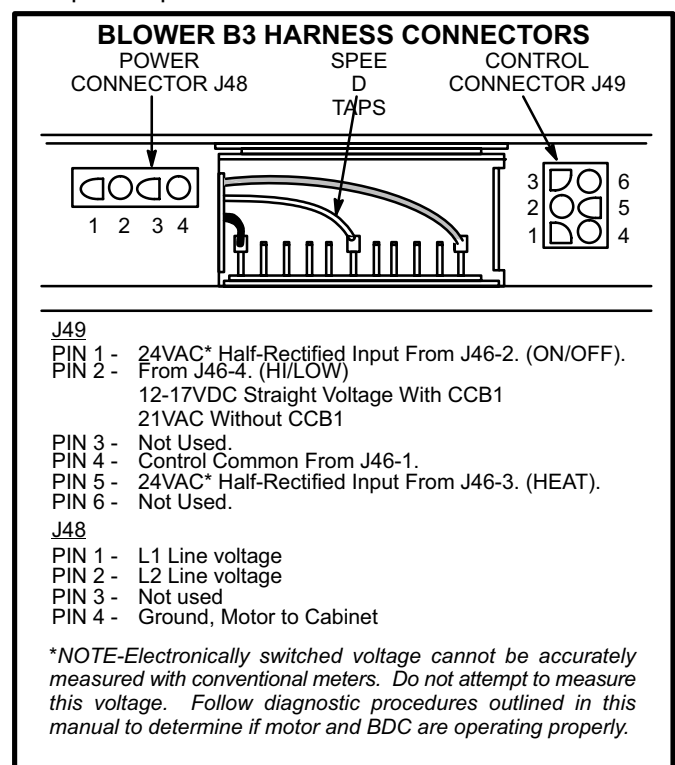 BLOWER B3 HARNESS CONNECTORS
POWER
CONNECTOR J48
SPEE
D
TAPS
CONTROL
CONNECTOR J49
1 2 3 4
3 6
2 5
1 4
J49
PIN 1 - 24VAC* Half-Rectified Input From J46-2. (ON/OFF).
PIN 2 - From J46-4. (HI/LOW)
12-17VDC Straight Voltage With CCB1
21VAC Without CCB1
PIN 3 - Not Used.
PIN 4 - Control Common From J46-1.
PIN 5 - 24VAC* Half-Rectified Input From J46-3. (HEAT).
PIN 6 - Not Used.
J48
PIN 1 - L1 Line voltage
PIN 2 - L2 Line voltage
PIN 3 - Not used
PIN 4 - Ground, Motor to Cabinet
*NOTE-Electronically switched voltage cannot be accurately
measured with conventional meters. Do not attempt to measure
this voltage. Follow diagnostic procedures outlined in this
manual to determine if motor and BDC are operating properly.